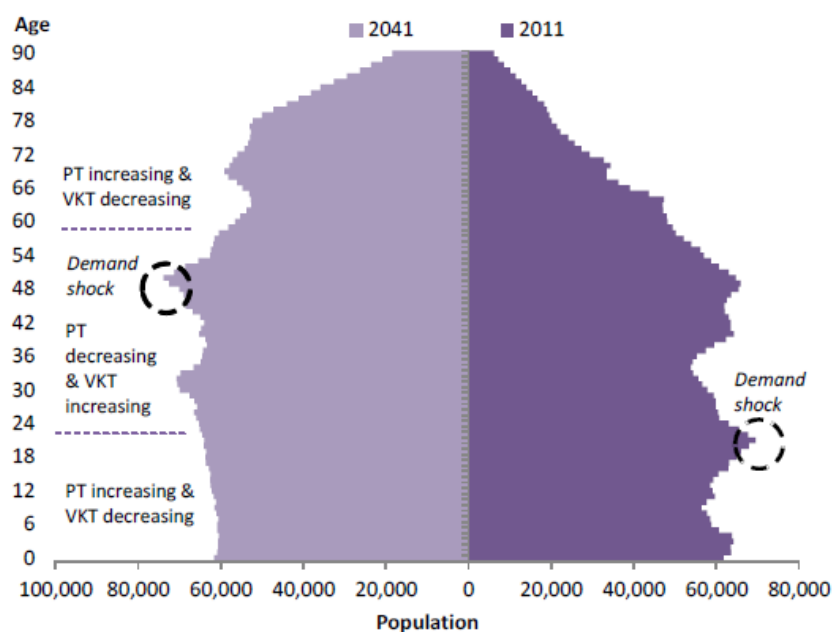 Age
2041 2011
90
84
78
72
66
60
54
48
42
36
30
24
18
12
6
0
PT increasing &
VKT decreasing
Demand
shock
PT
decreasing
& VKT
increasing
PT increasing &
VKT decreasing
Demand
shock
100,000 80,000 60,000 40,000 20,000 0 20,000 40,000 60,000 80,000
Population